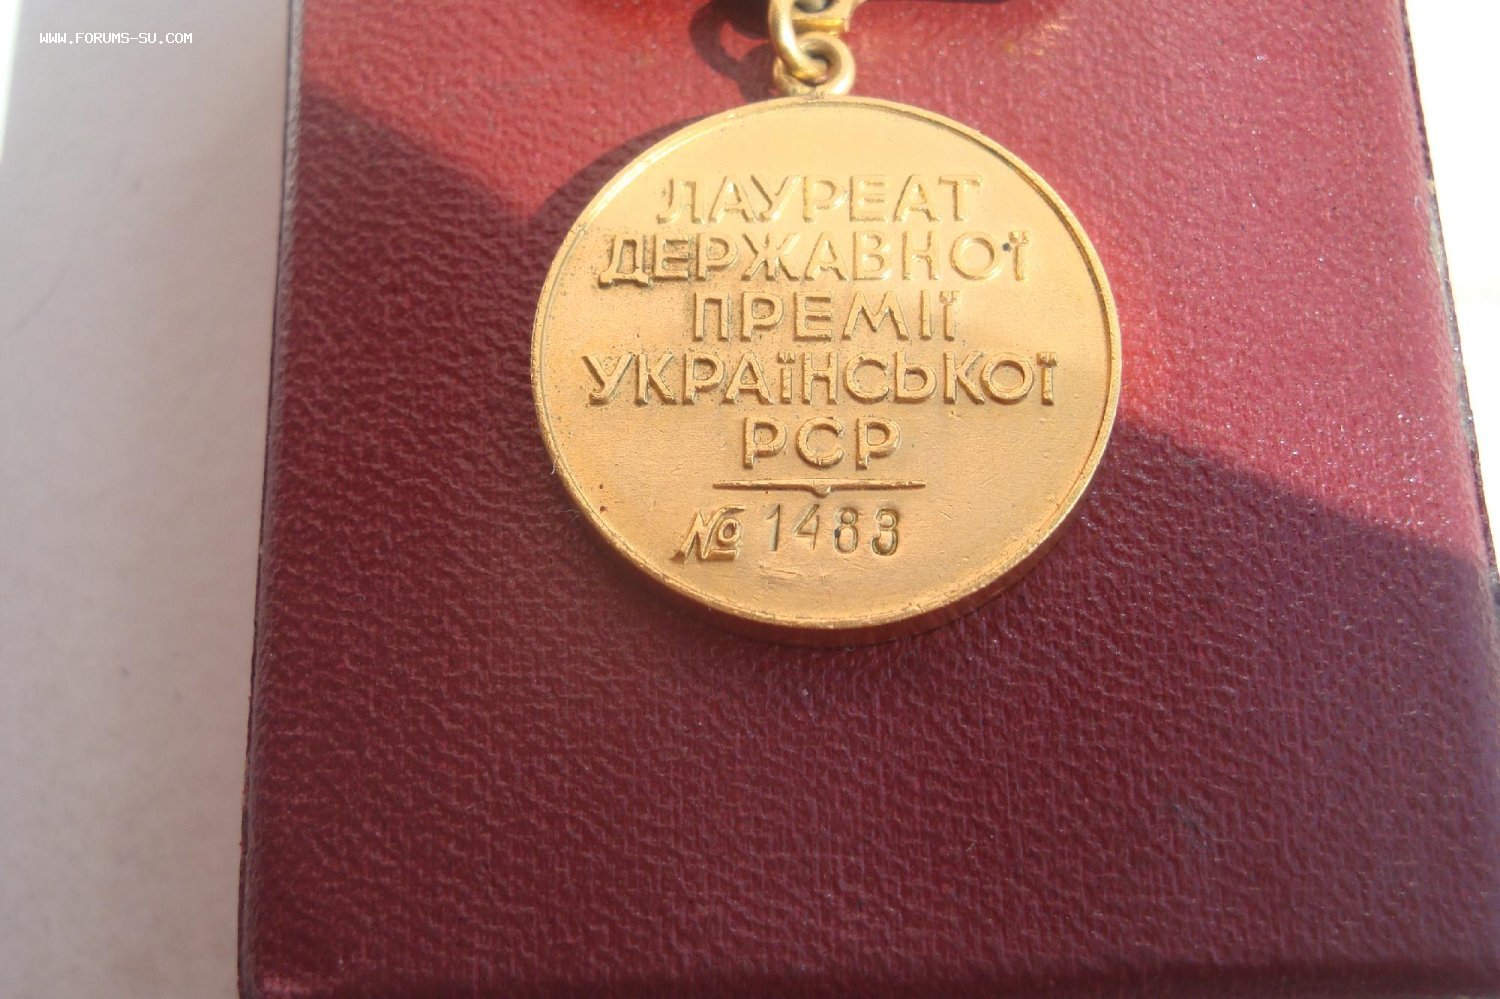 WWW.FORUMS-SU.COM
ЛАУРЕАТ
ДЕРЖАВНОЇ
ПРЕМІЇ
УКРАЇНСЬКОЇ
РСР
№ 1483